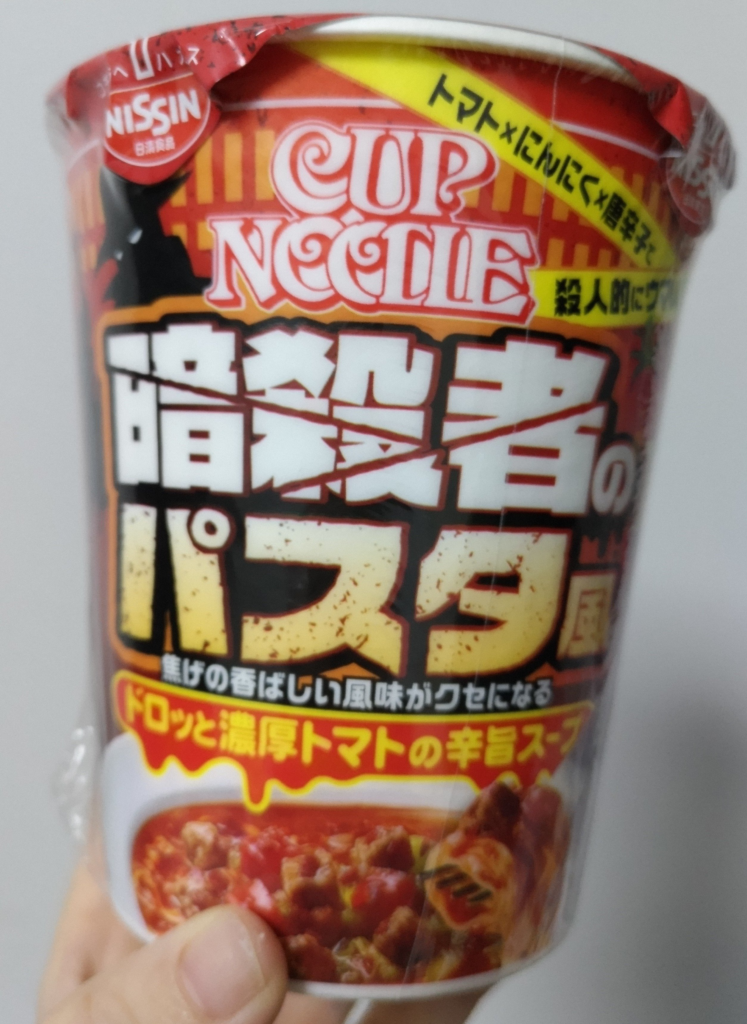 NISSIN
日清食品
トマト×にんにく×唐辛子で
殺人的にウマ
CUP
NOODLE
暗殺者の
パスタ風
焦げの香ばしい風味がクセになる
ドロッと濃厚トマトの辛旨スープ